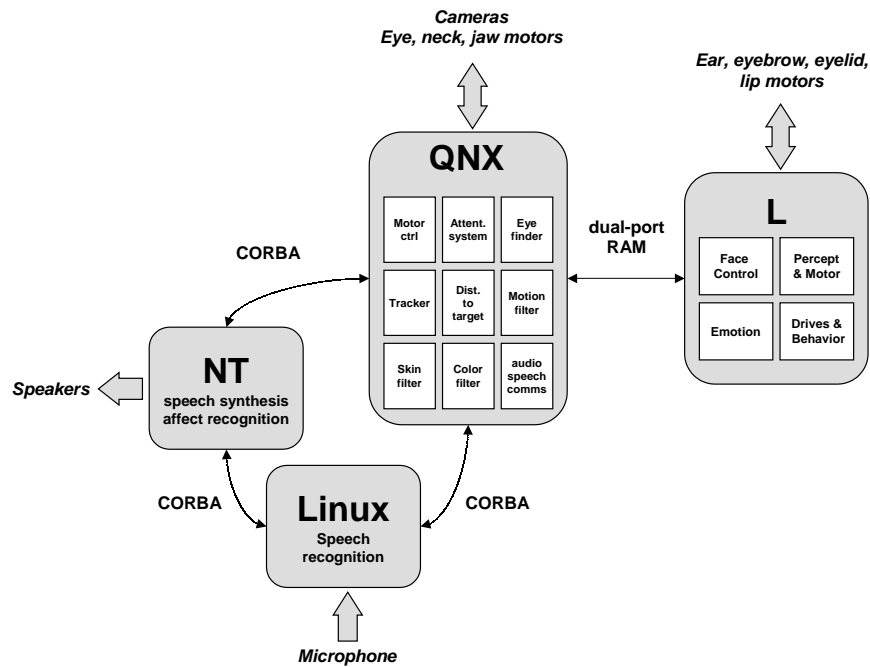 Cameras
Eye, neck, jaw motors
Ear, eyebrow, eyelid,
lip motors
QNX
Motor
ctrl
Attent.
system
Eye
finder
Tracker
Dist.
to
target
Motion
filter
Skin
filter
Color
filter
audio
speech
comms
dual-port
RAM
L
Face
Control
Percept
& Motor
Emotion
Drives &
Behavior
CORBA
NT
speech synthesis
affect recognition
Speakers
CORBA
Linux
Speech
recognition
CORBA
Microphone